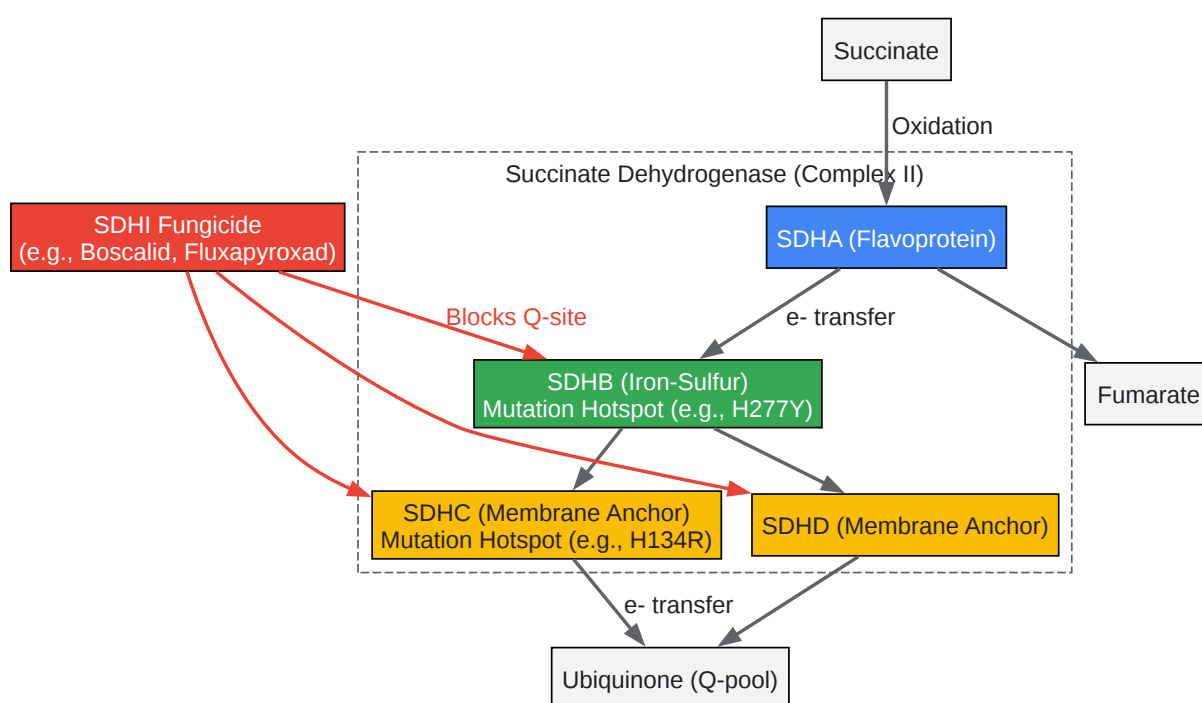 Succinate
Oxidation
Succinate Dehydrogenase (Complex II)
SDHI Fungicide
(e.g., Boscalid, Fluxapyroxad)
SDHA (Flavoprotein)
Blocks Q-site
e- transfer
SDHB (Iron-Sulfur)
Mutation Hotspot (e.g., H277Y)
Fumarate
SDHC (Membrane Anchor)
Mutation Hotspot (e.g., H134R)
SDHD (Membrane Anchor)
e- transfer
Ubiquinone (Q-pool)